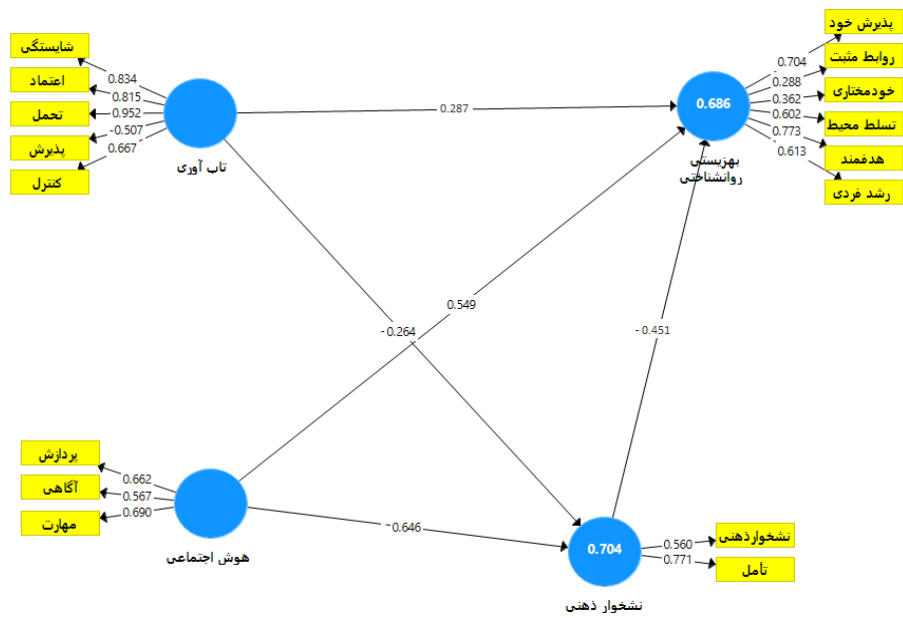 شایستگی
اعتماد
تحمل
پذیرش
کنترل
0.834
0.815
0.952
-0.507
0.667
تاب آوری
0.287
0.686
بهزیستی
روانشناختی
پذیرش خود
روابط مثبت
خودمختاری
تسلط محیط
هدفمند
رشد فردی
0.704
0.288
0.362
0.602
0.773
0.613
0.549
-0.264
-0.451
پردازش
آگاهی
مهارت
0.662
0.567
0.690
هوش اجتماعی
-0.646
0.704
نشخوار ذهنی
0.560
0.771
نشخوارذهنی
تأمل